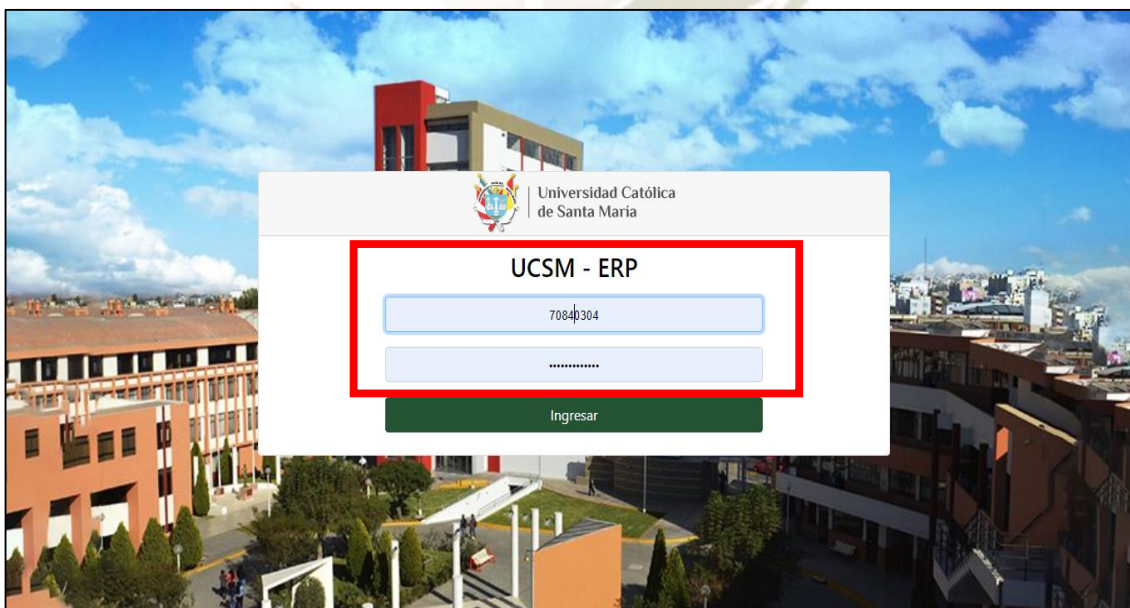 Universidad Católica
de Santa María
UCSM - ERP
70840304
•••••••••••••
Ingresar